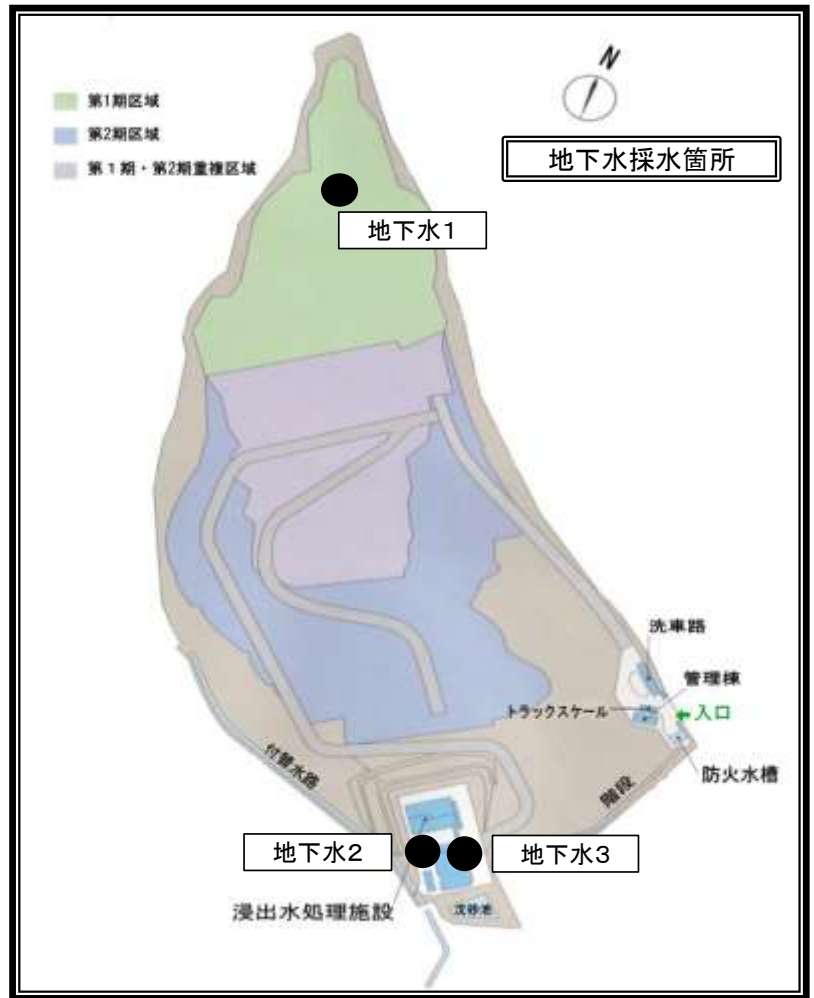 N
第1期区域
第2期区域
第1期・第2期重複区域
地下水採水箇所
地下水1
洗車路
管理棟
トラックスケール
入口
防火水槽
付替水路
階段
地下水2
地下水3
浸出水処理施設
沈砂池